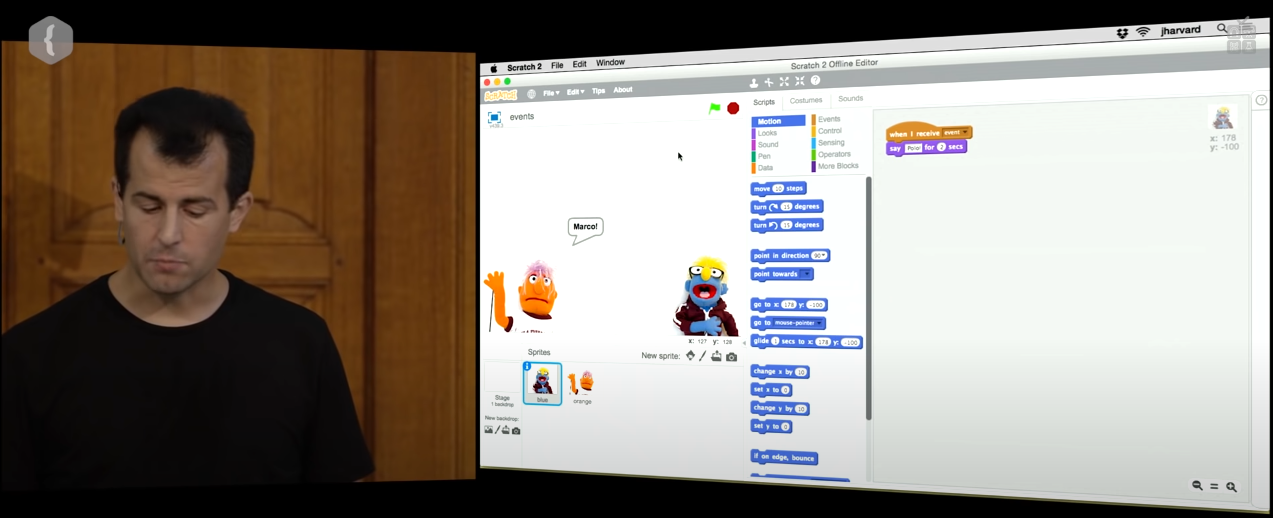 {
jharvard
Scratch 2 File Edit Window
Scratch 2 Offline Editor
SCRATCH File Edit Tips About
Scripts Costumes Sounds
events
Motion Events
Looks Control
Sound Sensing
Pen Operators
Data More Blocks
when I receive event
say Polo! for 2 secs
x: 178
y: -100
move 10 steps
turn 15 degrees
turn 15 degrees
Marco!
point in direction 90
point towards
go to x: 178 y: -100
go to mouse-pointer
glide 1 secs to x: 178 y: -100
x: 127 y: 128
Sprites New sprite:
change x by 10
set x to 0
change y by 10
set y to 0
if on edge, bounce
Stage
1 backdrop
blue
orange
New backdrop: